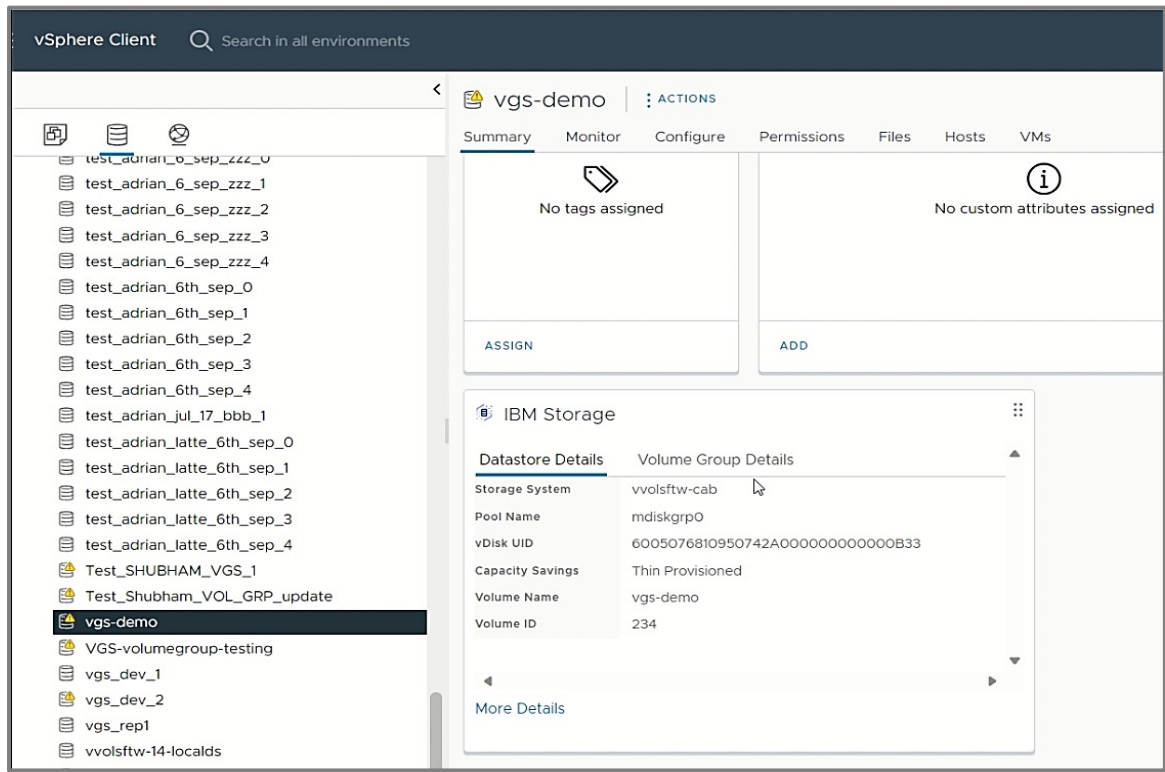 vSphere Client
Search in all environments
test_adrian_6_sep_zzz_0
test_adrian_6_sep_zzz_1
test_adrian_6_sep_zzz_2
test_adrian_6_sep_zzz_3
test_adrian_6_sep_zzz_4
test_adrian_6th_sep_0
test_adrian_6th_sep_1
test_adrian_6th_sep_2
test_adrian_6th_sep_3
test_adrian_6th_sep_4
test_adrian_jul_17_bbb_1
test_adrian_latte_6th_sep_0
test_adrian_latte_6th_sep_1
test_adrian_latte_6th_sep_2
test_adrian_latte_6th_sep_3
test_adrian_latte_6th_sep_4
Test_SHUBHAM_VGS_1
Test_Shubham_VOL_GRP_update
vgs-demo
VGS-volumegroup-testing
vgs_dev_1
vgs_dev_2
vgs_rep1
vvolsftw-14-localds
vgs-demo ACTIONS
Summary Monitor Configure Permissions Files Hosts VMs
No tags assigned
ASSIGN
No custom attributes assigned
ADD
IBM Storage
Datastore Details Volume Group Details
Storage System vvolsftw-cab
Pool Name mdiskgrp0
vDisk UID 6005076810950742A000000000000B33
Capacity Savings Thin Provisioned
Volume Name vgs-demo
Volume ID 234
More Details